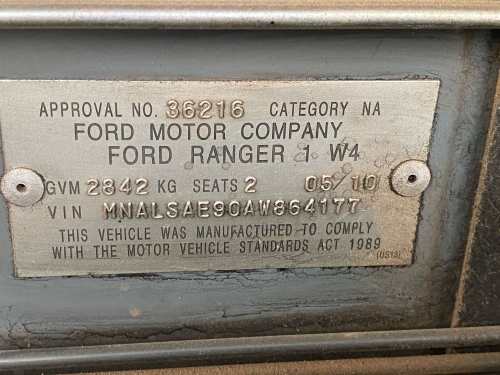 APPROVAL NO. 36216 CATEGORY NA
FORD MOTOR COMPANY
FORD RANGER 1 W4
GVM 2842 KG SEATS 2 05/10
VIN MNALSAE90AW864177
THIS VEHICLE WAS MANUFACTURED TO COMPLY
WITH THE MOTOR VEHICLE STANDARDS ACT 1989